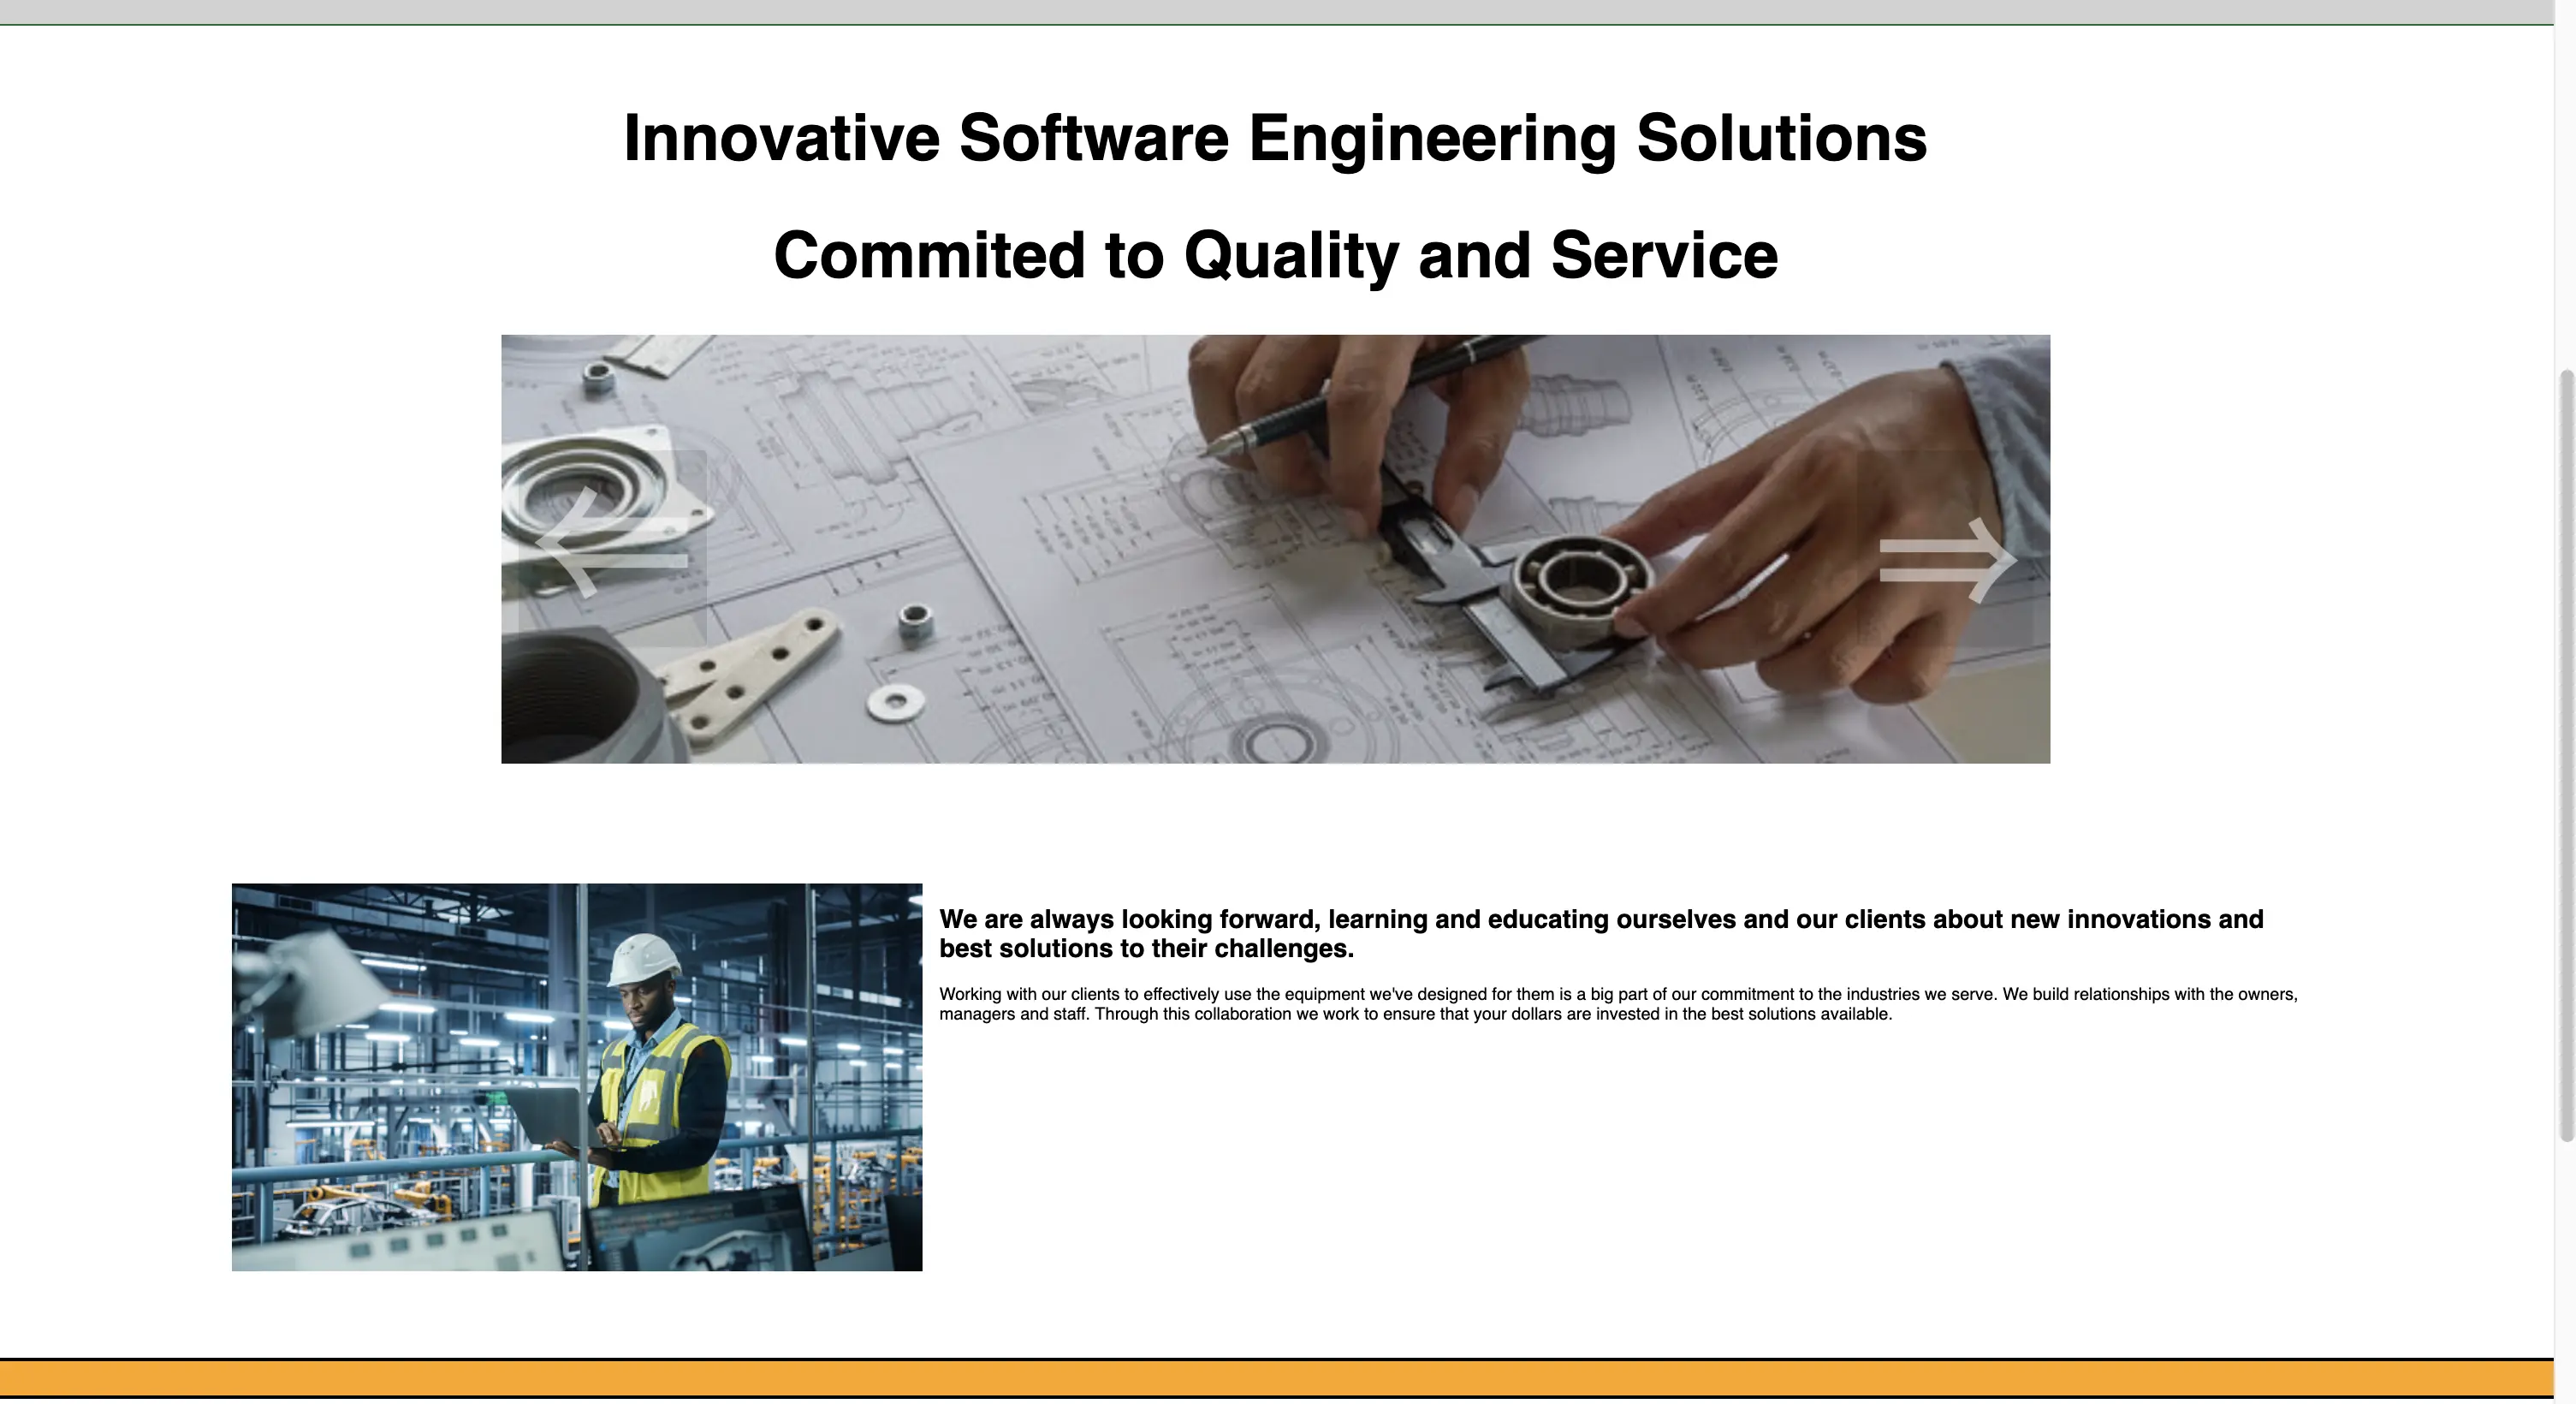 Innovative Software Engineering Solutions
Commited to Quality and Service
We are always looking forward, learning and educating ourselves and our clients about new innovations and
best solutions to their challenges.
Working with our clients to effectively use the equipment we've designed for them is a big part of our commitment to the industries we serve. We build relationships with the owners,
managers and staff. Through this collaboration we work to ensure that your dollars are invested in the best solutions available.